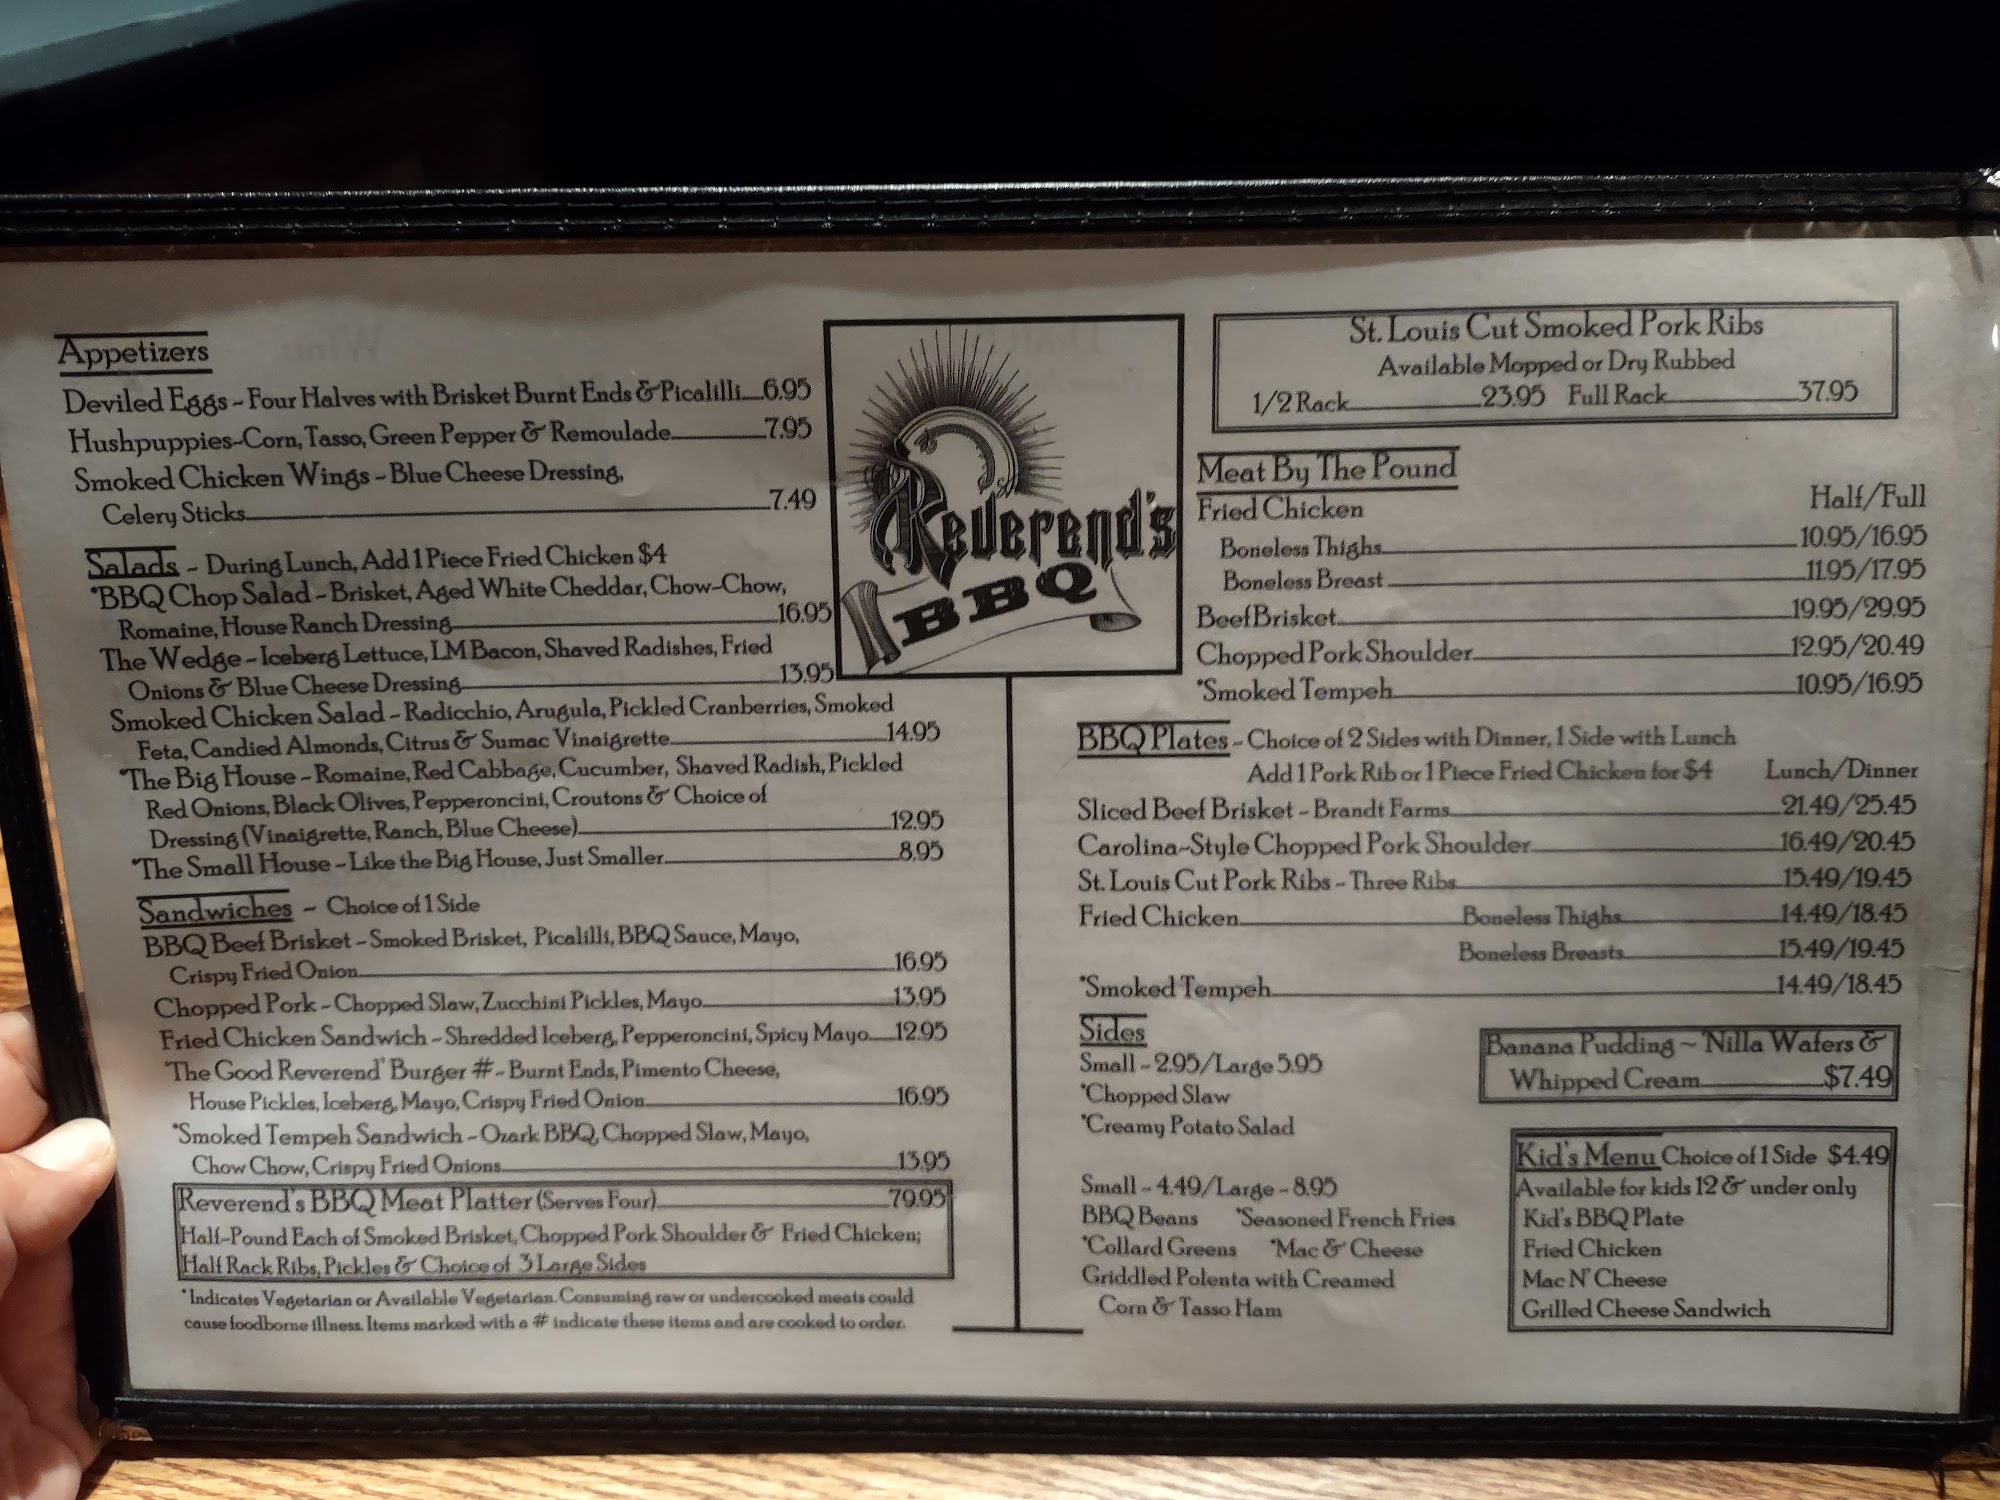 Appetizers
Deviled Eggs ~ Four Halves with Brisket Burnt Ends & Picalilli 6.95
Hushpuppies~Corn, Tasso, Green Pepper & Remoulade 7.95
Smoked Chicken Wings ~ Blue Cheese Dressing,
Celery Sticks 7.49
Salads ~ During Lunch, Add 1 Piece Fried Chicken $4
*BBQ Chop Salad ~ Brisket, Aged White Cheddar, Chow-Chow,
Romaine, House Ranch Dressing 16.95
The Wedge ~ Iceberg Lettuce, LM Bacon, Shaved Radishes, Fried
Onions & Blue Cheese Dressing 13.95
Smoked Chicken Salad ~ Radicchio, Arugula, Pickled Cranberries, Smoked
Feta, Candied Almonds, Citrus & Sumac Vinaigrette 14.95
*The Big House ~ Romaine, Red Cabbage, Cucumber, Shaved Radish, Pickled
Red Onions, Black Olives, Pepperoncini, Croutons & Choice of
Dressing (Vinaigrette, Ranch, Blue Cheese) 12.95
*The Small House ~ Like the Big House, Just Smaller 8.95
Sandwiches ~ Choice of 1 Side
BBQ Beef Brisket ~ Smoked Brisket, Picalilli, BBQ Sauce, Mayo,
Crispy Fried Onion 16.95
Chopped Pork ~ Chopped Slaw, Zucchini Pickles, Mayo 13.95
Fried Chicken Sandwich ~ Shredded Iceberg, Pepperoncini, Spicy Mayo 12.95
'The Good Reverend' Burger # ~ Burnt Ends, Pimento Cheese,
House Pickles, Iceberg, Mayo, Crispy Fried Onion 16.95
*Smoked Tempeh Sandwich ~ Ozark BBQ, Chopped Slaw, Mayo,
Chow Chow, Crispy Fried Onions 13.95
Reverend's BBQ Meat Platter (Serves Four) 79.95
Half-Pound Each of Smoked Brisket, Chopped Pork Shoulder & Fried Chicken;
Half Rack Ribs, Pickles & Choice of 3 Large Sides
*Indicates Vegetarian or Available Vegetarian. Consuming raw or undercooked meats could
cause foodborne illness. Items marked with a # indicate these items and are cooked to order.
Reverend's
BBQ
St. Louis Cut Smoked Pork Ribs
Available Mopped or Dry Rubbed
1/2 Rack 23.95 Full Rack 37.95
Meat By The Pound
Half/Full
Fried Chicken
Boneless Thighs 10.95/16.95
Boneless Breast 11.95/17.95
Beef Brisket 19.95/29.95
Chopped Pork Shoulder 12.95/20.49
*Smoked Tempeh 10.95/16.95
BBQ Plates ~ Choice of 2 Sides with Dinner, 1 Side with Lunch
Add 1 Pork Rib or 1 Piece Fried Chicken for $4 Lunch/Dinner
Sliced Beef Brisket ~ Brandt Farms 21.49/25.45
Carolina~Style Chopped Pork Shoulder 16.49/20.45
St. Louis Cut Pork Ribs ~ Three Ribs 15.49/19.45
Fried Chicken Boneless Thighs 14.49/18.45
Boneless Breasts 15.49/19.45
*Smoked Tempeh 14.49/18.45
Sides
Small ~ 2.95/Large 5.95
*Chopped Slaw
*Creamy Potato Salad
Small ~ 4.49/Large ~ 8.95
BBQ Beans *Seasoned French Fries
*Collard Greens *Mac & Cheese
Griddled Polenta with Creamed
Corn & Tasso Ham
Banana Pudding ~ 'Nilla Wafers &
Whipped Cream $7.49
Kid's Menu Choice of 1 Side $4.49
Available for kids 12 & under only
Kid's BBQ Plate
Fried Chicken
Mac N' Cheese
Grilled Cheese Sandwich